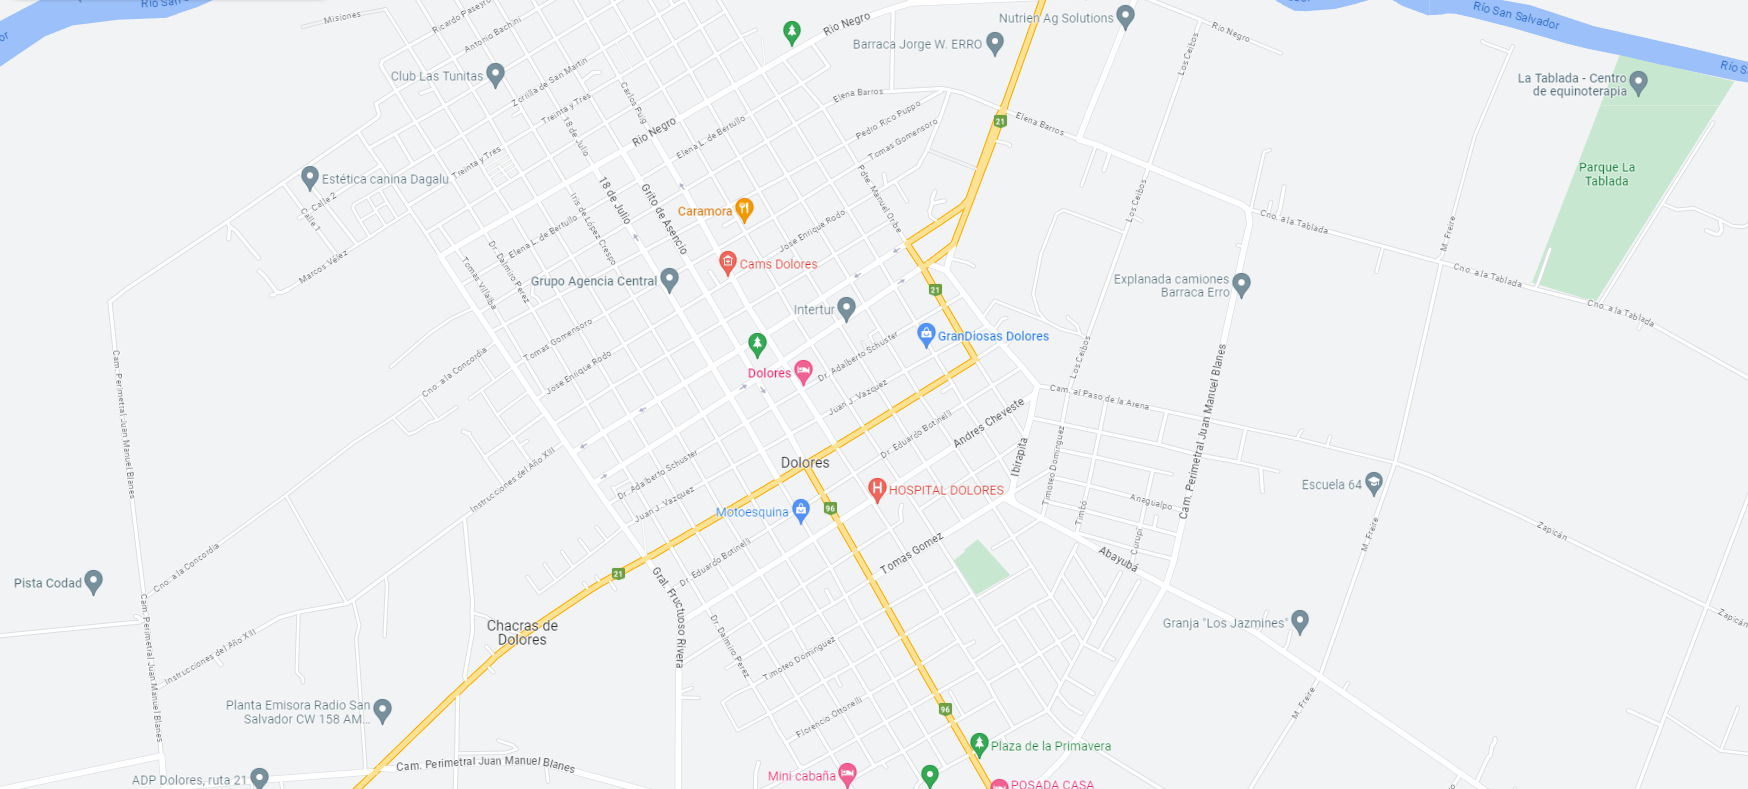 Río San Salvador
Misiones
Ricardo Paseyro
Antonio Bachini
Rio Negro
Nutrien Ag Solutions
Río San Salvador
Barraca Jorge W. ERRO
Rio Negro
Los Ceibos
Río S
Club Las Tunitas
Zorrilla de San Martin
Carlos Puig
Elena Barros
La Tablada - Centro
de equinoterapia
Treinta y Tres
18 de Julio
Rio Negro
Elena L. de Bertullo
Pedro Rico Puppo
Tomas Gomensoro
21
Elena Barros
Treinta y Tres
Estética canina Dagalu
Calle 2
Calle 1
18 de Julio
Grito de Asencio
Iris de López Crespo
Pdte. Manuel Oribe
Los Ceibos
Parque La
Tablada
Caramora
Cno. a la Tablada
M. Freire
Elena L. de Bertullo
Jose Enrique Rodo
Dr. Dalmiro Perez
Marcos Vélez
Tomas Villalba
Cams Dolores
Grupo Agencia Central
Cno. a la Tablada
Explanada camiones
Barraca Erro
21
Intertur
Cno. a la Tablada
GranDiosas Dolores
Tomas Gomensoro
Jose Enrique Rodo
Cno. a la Concordia
Dolores
Dr. Adalberto Schuster
Los Ceibos
Cam. Perimetral Juan Manuel Blanes
Cam. Perimetral Juan Manuel Blanes
Juan J. Vazquez
Cam. al Paso de la Arena
Dr. Eduardo Botinelli
Andres Cheveste
Ibirapita
Timoteo Dominguez
Dolores
Instrucciones del Año XIII
Dr. Adalberto Schuster
Juan J. Vazquez
HOSPITAL DOLORES
Escuela 64
Motoesquina
96
Timbó
Anagualpo
Curupi
Zapicán
M. Freire
Dr. Eduardo Botinelli
Tomas Gomez
Abayubá
21
Cno. a la Concordia
Pista Codad
Gral. Fructuoso Rivera
Chacras de
Dolores
Granja "Los Jazmines"
Zapicán
Cam. Perimetral Juan Manuel Blanes
Instrucciones del Año XIII
Dr. Dalmiro Perez
Timoteo Dominguez
Planta Emisora Radio San
Salvador CW 158 AM...
Florencio Ottorelli
96
M. Freire
Plaza de la Primavera
Cam. Perimetral Juan Manuel Blanes
ADP Dolores, ruta 21
Mini cabaña
POSADA CASA